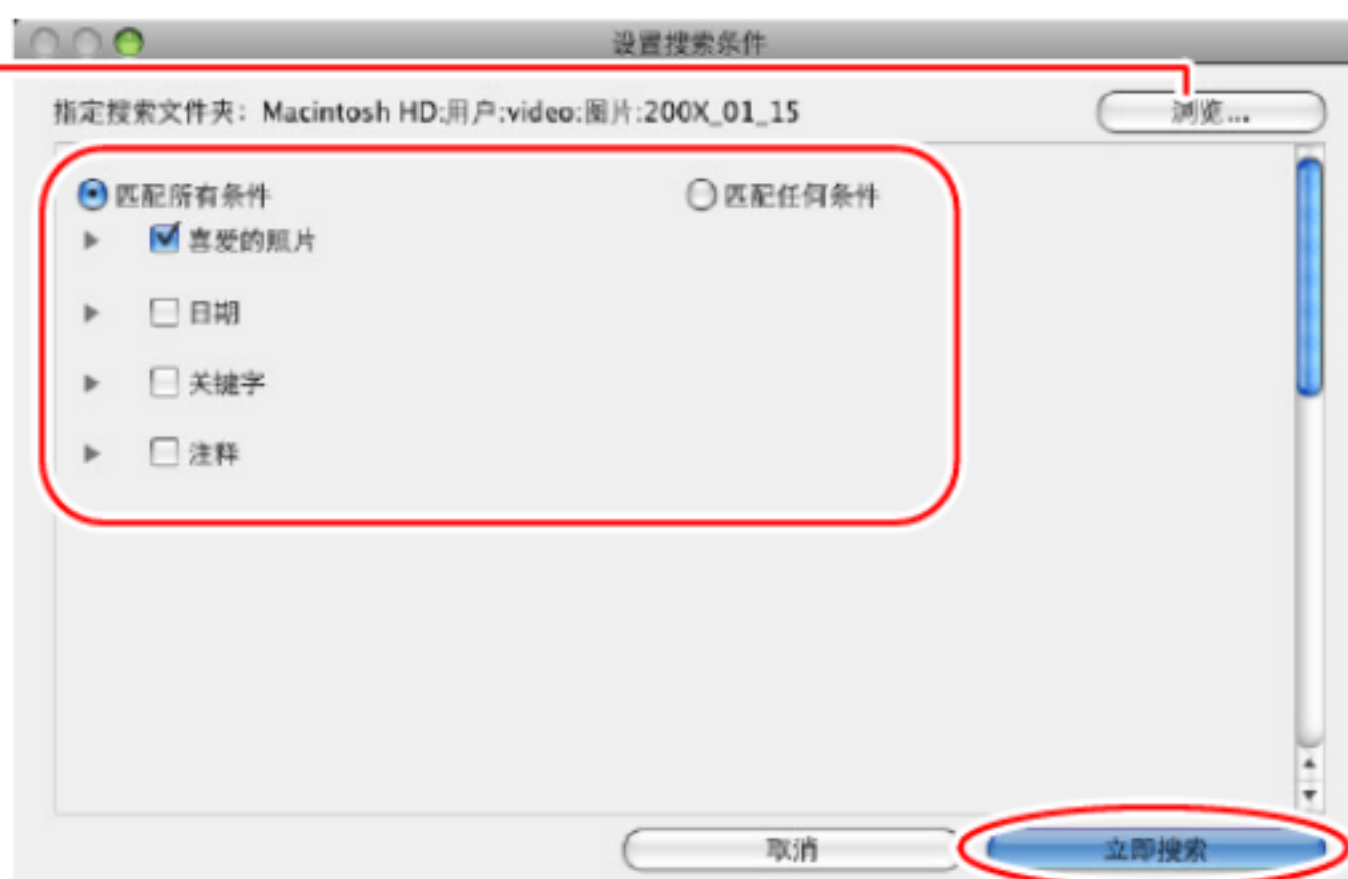 设置搜索条件
指定搜索文件夹：Macintosh HD:用户:video:图片:200X_01_15 浏览...
匹配所有条件 匹配任何条件
喜爱的照片
日期
关键字
注释
取消 立即搜索